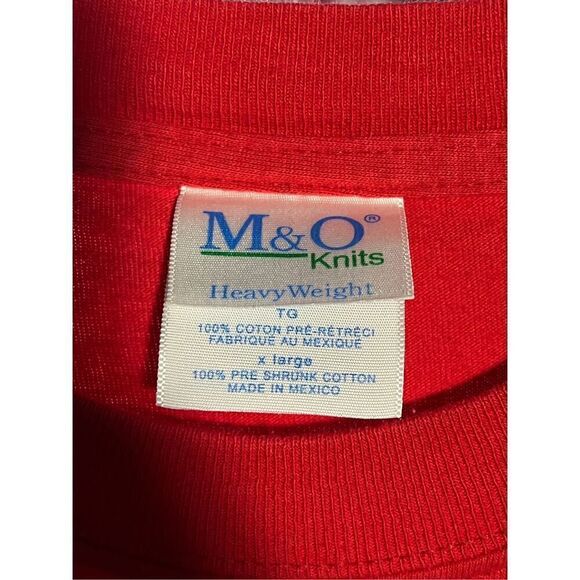 M&O®
Knits
HeavyWeight
TG
100% COTON PRÉ-RÉTRÉCI
FABRIQUÉ AU MEXIQUE
x large
100% PRE SHRUNK COTTON
MADE IN MEXICO